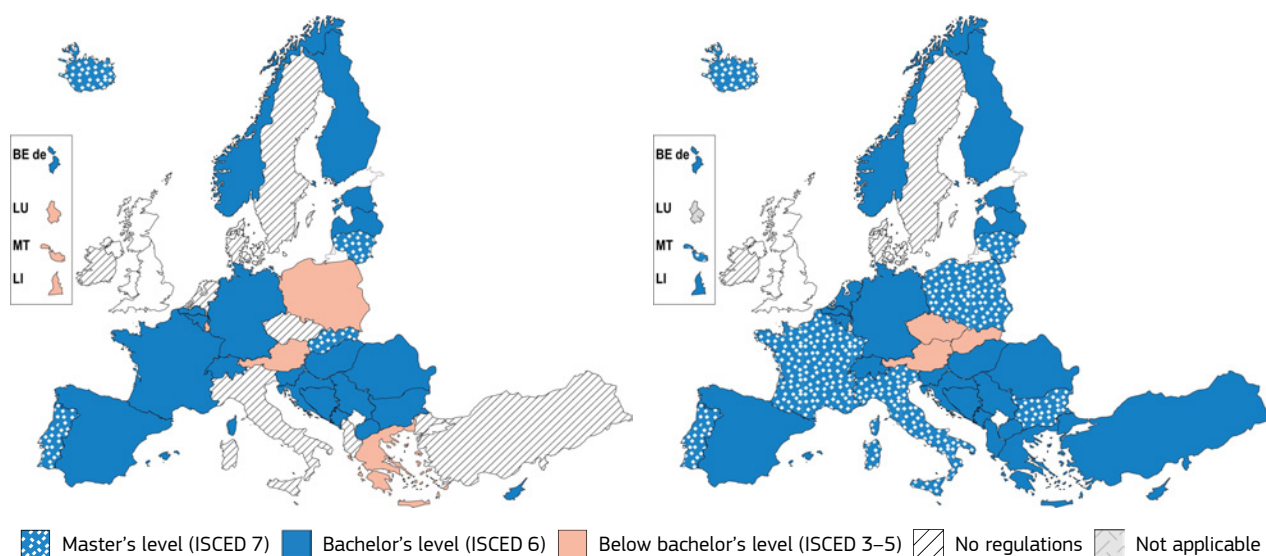 BE de
LU
MT
LI
BE de
LU
MT
LI
Master's level (ISCED 7) Bachelor's level (ISCED 6) Below bachelor's level (ISCED 3–5) No regulations Not applicable